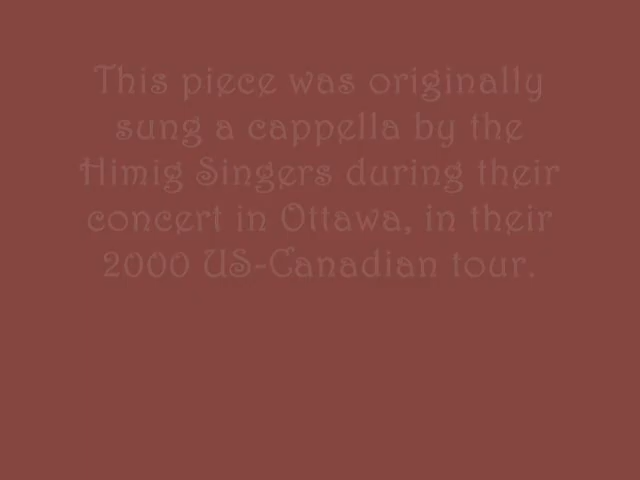 This piece was originally
sung a cappella by the
Himig Singers during their
concert in Ottawa, in their
2000 US-Canadian tour.